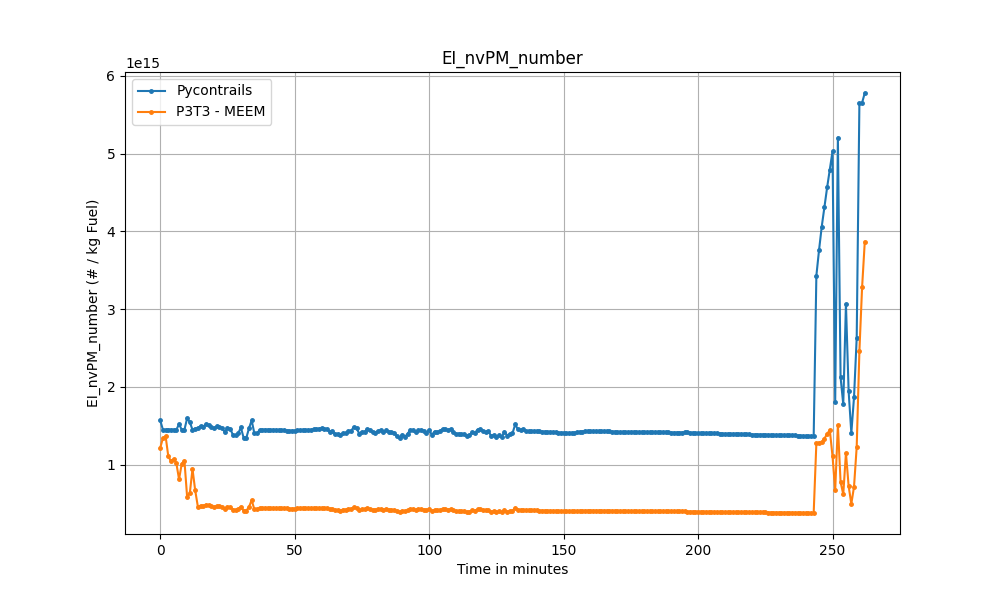 EI_nvPM_number
1e15
Pycontrails
P3T3 - MEEM
EI_nvPM_number (# / kg Fuel)
6
5
4
3
2
1
0 50 100 150 200 250
Time in minutes